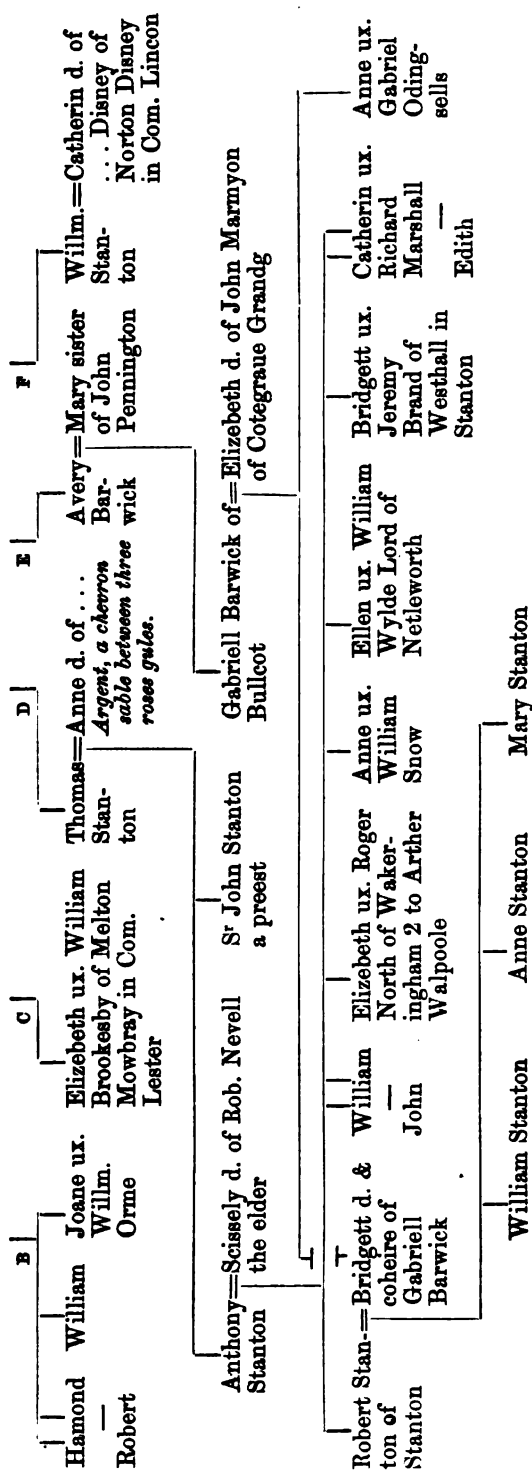 B
C
D
E
F
Hamond
—
Robert
William
Joane ux.
Willm.
Orme
Elizebeth ux. William
Brookesby of Melton
Mowbray in Com.
Lester
Thomas=Anne d. of ...
Stan-
ton
Argent, a chevron
sable between three
roses gules.
Avery=Mary sister
Bar- of John
wick Pennington
Willm.=Catherin d. of
Stan- ... Disney of
ton Norton Disney
in Com. Lincon
Anthony=Scissely d. of Rob. Nevell
Stanton the elder
Sr John Stanton
a preest
Gabriell Barwick of=Elizebeth d. of John Marmyon
Bullcot of Cotegraue Grandg
Robert Stan-=Bridgett d. &
ton of coheire of
Stanton Gabriell
Barwick
William
—
John
Elizebeth ux. Roger
North of Waker-
ingham 2 to Arther
Walpoole
Anne ux.
William
Snow
Ellen ux. William
Wylde Lord of
Netleworth
Bridgett ux.
Jeremy
Brand of
Westhall in
Stanton
Catherin ux.
Richard
Marshall
—
Edith
Anne ux.
Gabriel
Oding-
sells
William Stanton
Anne Stanton
Mary Stanton